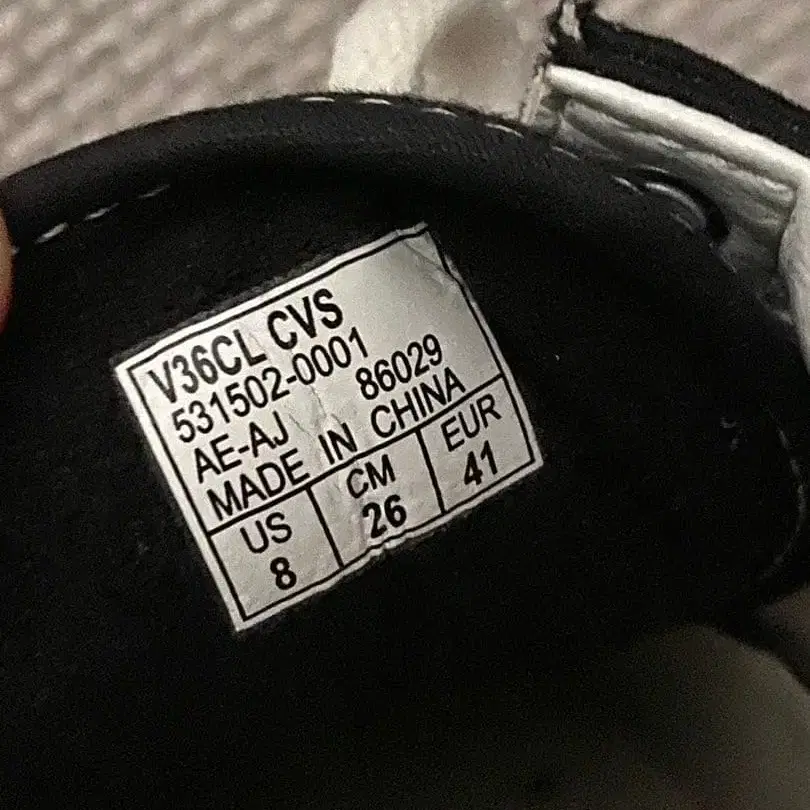 V36CL CVS
531502-0001
AE-AJ 86029
MADE IN CHINA
US CM EUR
8 26 41